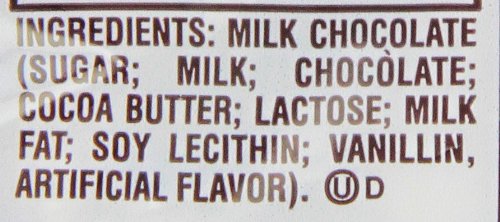 INGREDIENTS: MILK CHOCOLATE
(SUGAR; MILK; CHOCOLATE;
COCOA BUTTER; LACTOSE; MILK
FAT; SOY LECITHIN; VANILLIN,
ARTIFICIAL FLAVOR). Ⓤ D